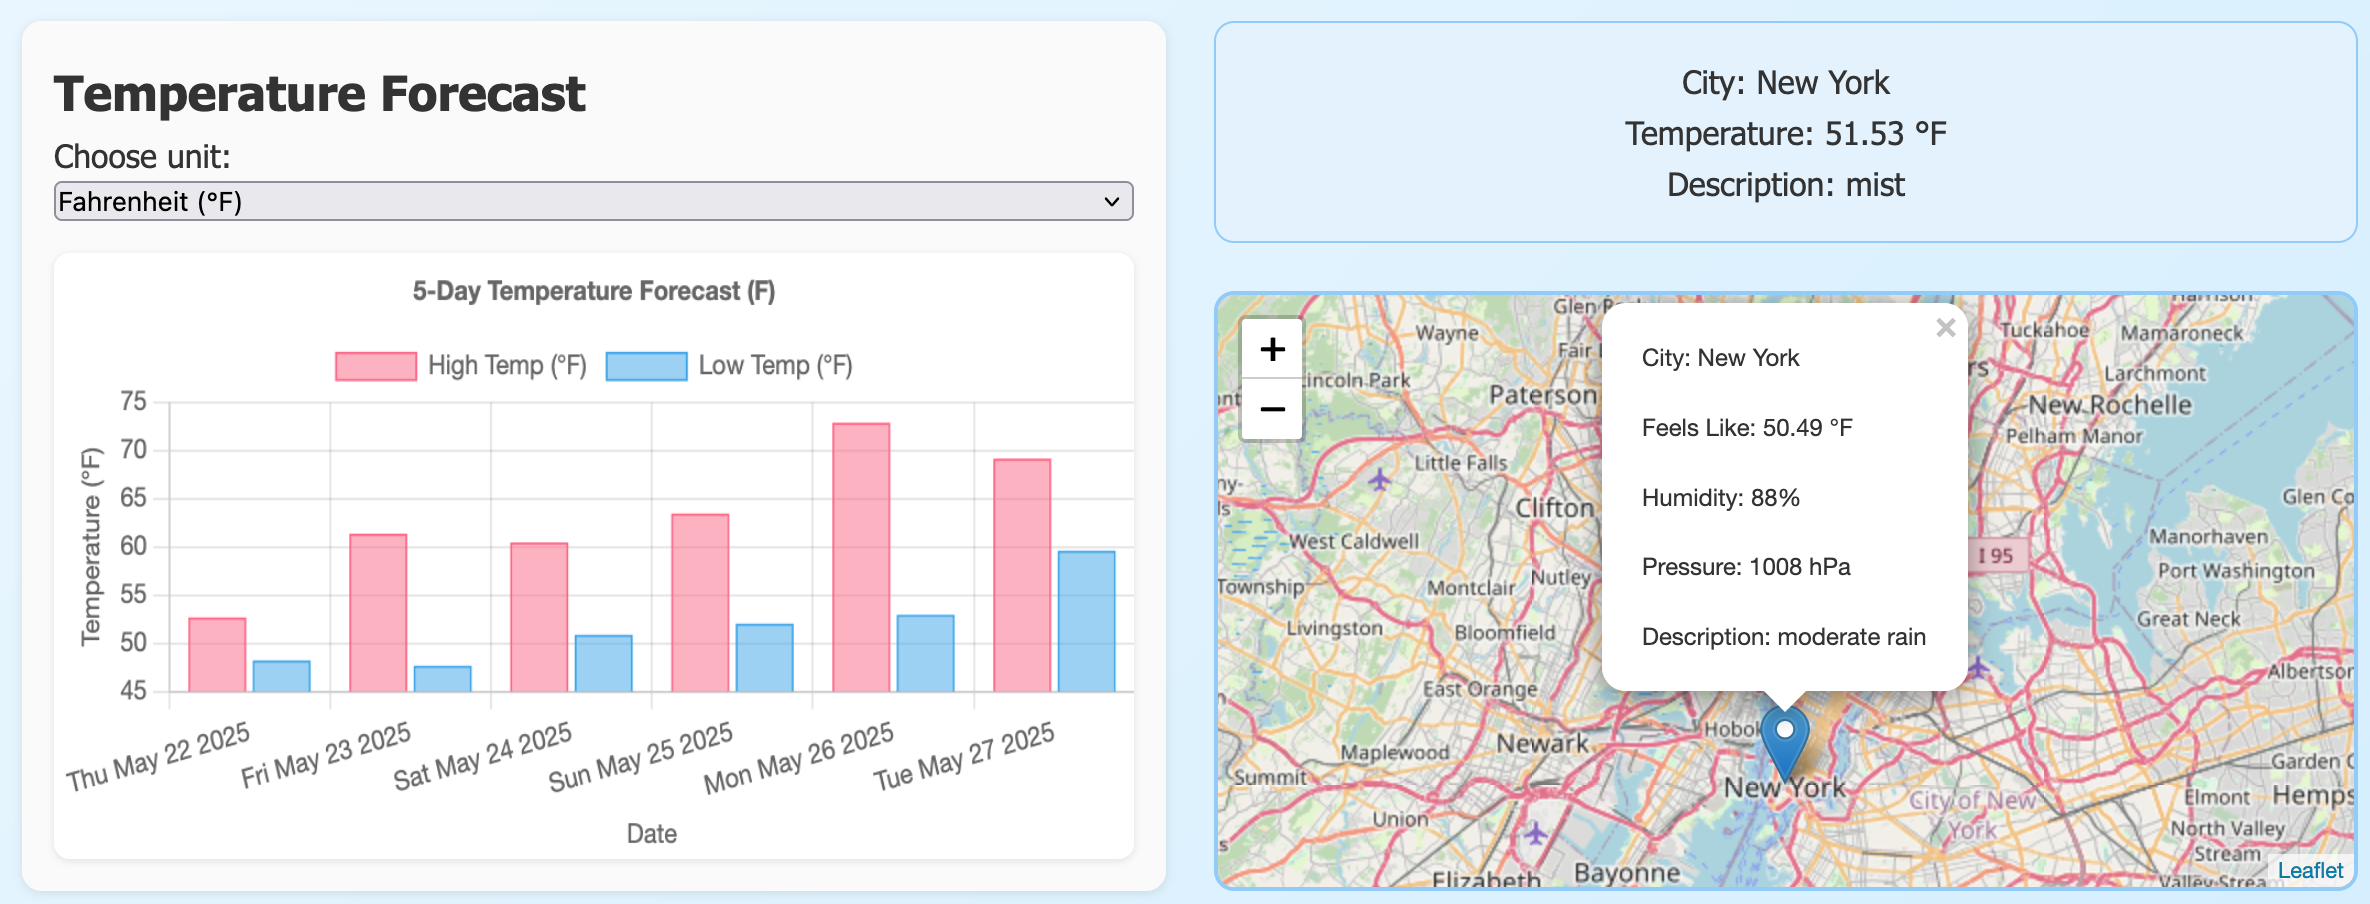 Temperature Forecast
Choose unit:
Fahrenheit (°F)
5-Day Temperature Forecast (F)
High Temp (°F)
Low Temp (°F)
Temperature (°F)
75
70
65
60
55
50
45
Thu May 22 2025
Fri May 23 2025
Sat May 24 2025
Sun May 25 2025
Mon May 26 2025
Tue May 27 2025
Date
City: New York
Temperature: 51.53 °F
Description: mist
+
−
City: New York
×
Feels Like: 50.49 °F
Humidity: 88%
Pressure: 1008 hPa
Description: moderate rain
Harrison
Glen
Wayne
Fair
Tuckahoe
Mamaroneck
Lincoln Park
Larchmont
Paterson
New Rochelle
Pelham Manor
Little Falls
Clifton
Glen Co
West Caldwell
Manorhaven
I 95
Port Washington
Township
Montclair
Nutley
Great Neck
Livingston
Bloomfield
Albertson
East Orange
Hobok
Newark
Maplewood
Summit
New York
Garden C
City of New
York
Elmont
Hemps
Union
North Valley
Stream
Elizabeth
Bayonne
Valley Strea
Leaflet